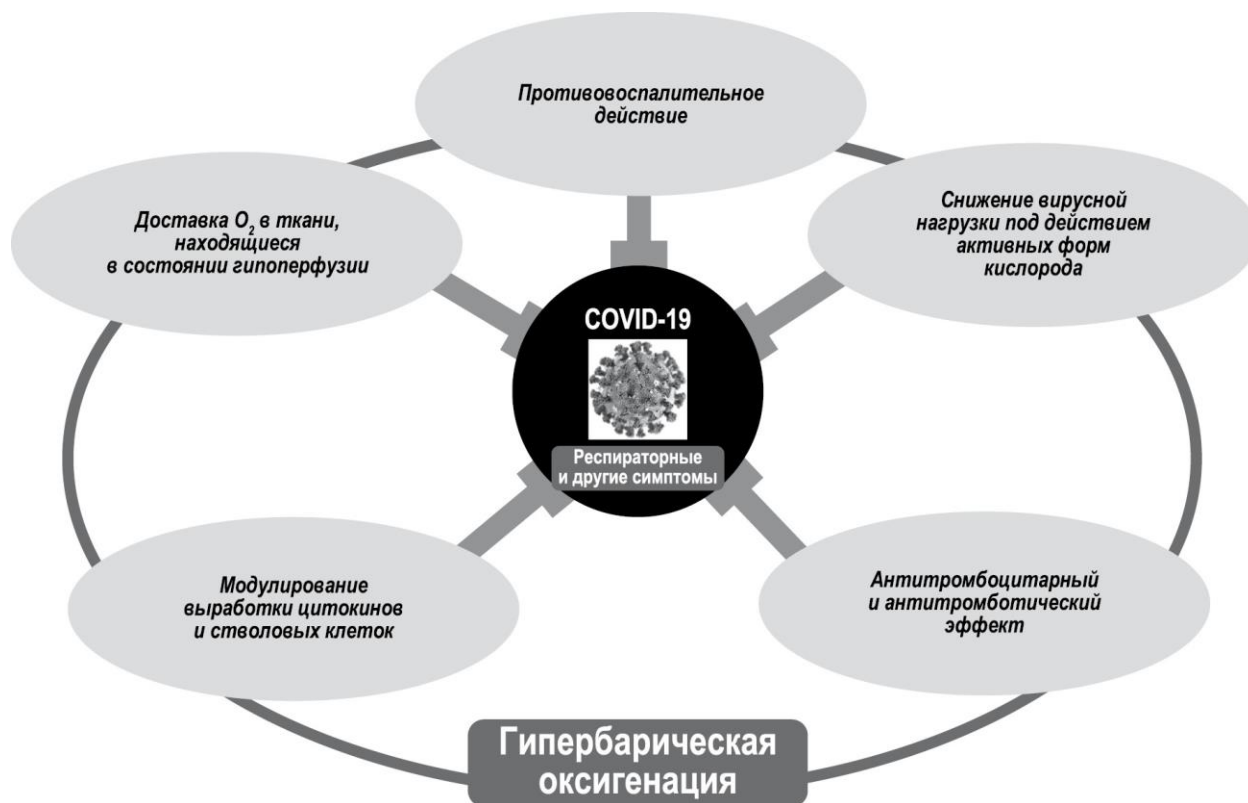 Противовоспалительное
действие
Доставка O₂ в ткани,
находящиеся
в состоянии гипоперфузии
Снижение вирусной
нагрузки под действием
активных форм
кислорода
COVID-19
Респираторные
и другие симптомы
Модулирование
выработки цитокинов
и стволовых клеток
Антитромбоцитарный
и антитромботический
эффект
Гипербарическая
оксигенация